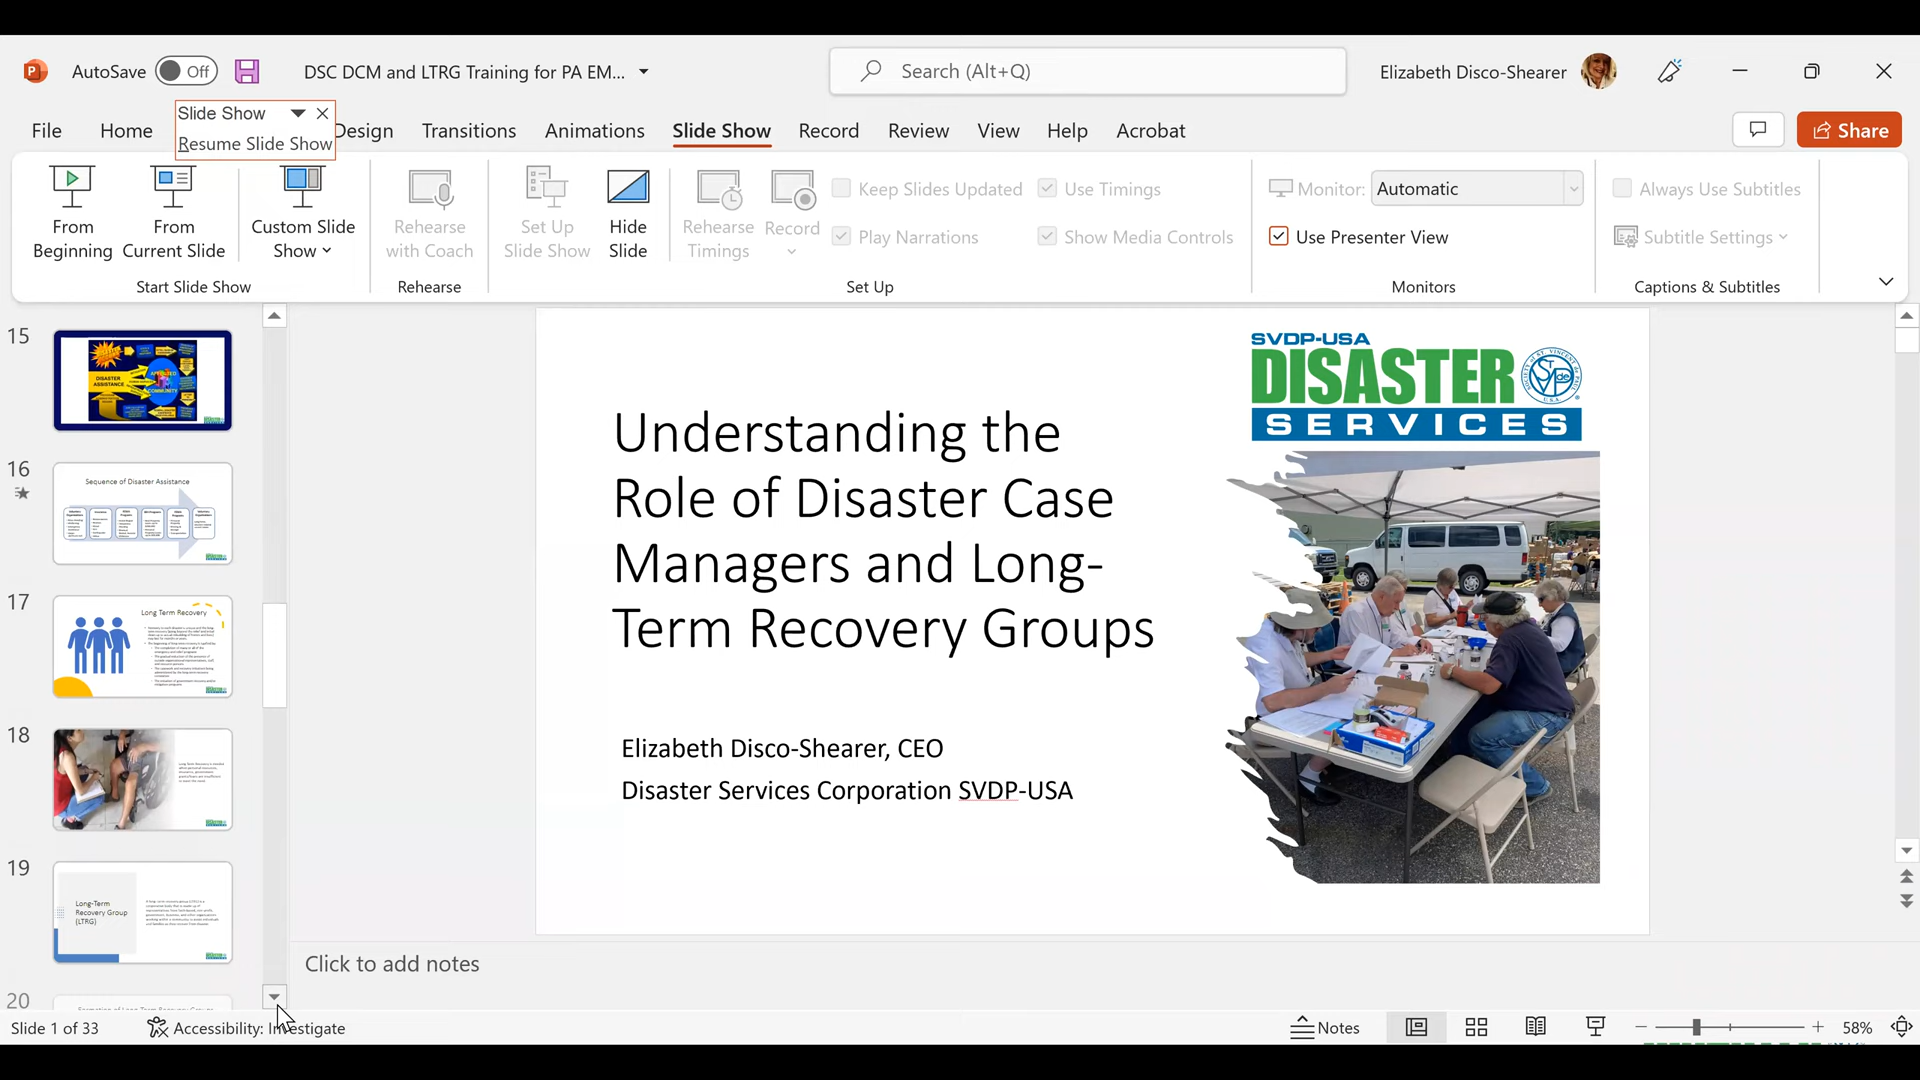 AutoSave Off
DSC DCM and LTRG Training for PA EM...
Search (Alt+Q)
Elizabeth Disco-Shearer
Slide Show
Resume Slide Show
File Home Design Transitions Animations Slide Show Record Review View Help Acrobat
Share
From Beginning
From Current Slide
Custom Slide Show
Start Slide Show
Rehearse with Coach
Rehearse
Set Up Slide Show
Hide Slide
Rehearse Timings
Record
Keep Slides Updated
Play Narrations
Use Timings
Show Media Controls
Set Up
Monitor: Automatic
Use Presenter View
Monitors
Always Use Subtitles
Subtitle Settings
Captions & Subtitles
15
DISASTER ASSISTANCE
16
Sequence of Disaster Assistance
17
Long Term Recovery
18
19
Long-Term
Recovery Group
(LTRG)
20
SVDP-USA
DISASTER
SERVICES
Understanding the
Role of Disaster Case
Managers and Long-
Term Recovery Groups
Elizabeth Disco-Shearer, CEO
Disaster Services Corporation SVDP-USA
Click to add notes
Slide 1 of 33
Accessibility: Investigate
Notes
58%